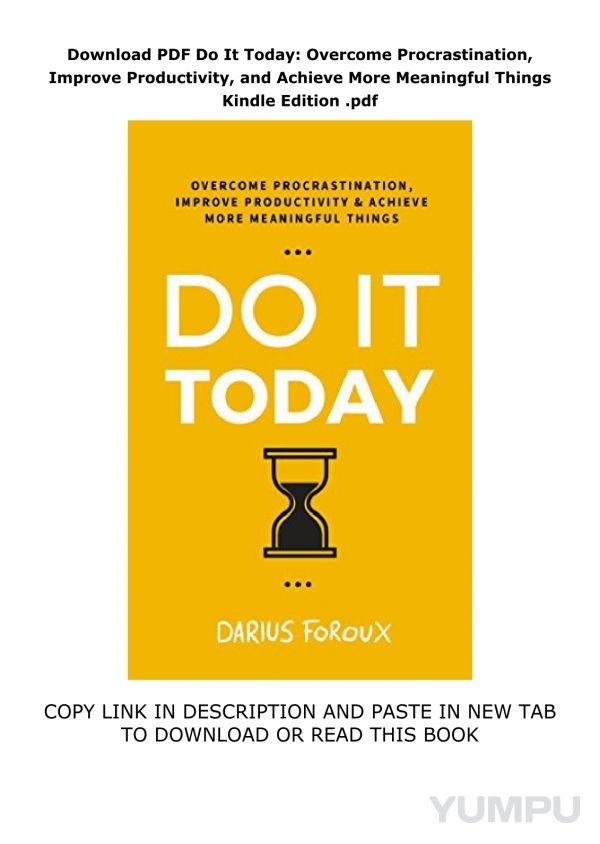 Download PDF Do It Today: Overcome Procrastination,
Improve Productivity, and Achieve More Meaningful Things
Kindle Edition .pdf
OVERCOME PROCRASTINATION,
IMPROVE PRODUCTIVITY & ACHIEVE
MORE MEANINGFUL THINGS
•••
DO IT
TODAY
•••
DARIUS FOROUX
COPY LINK IN DESCRIPTION AND PASTE IN NEW TAB
TO DOWNLOAD OR READ THIS BOOK
YUMPU